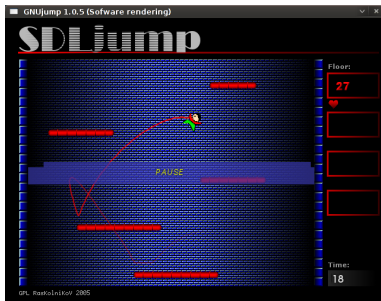 GNUjump 1.0.5 (Sofware rendering)
SDLjump
Floor:
27
PAUSE
Time:
18
GPL RasKolniKoV 2005